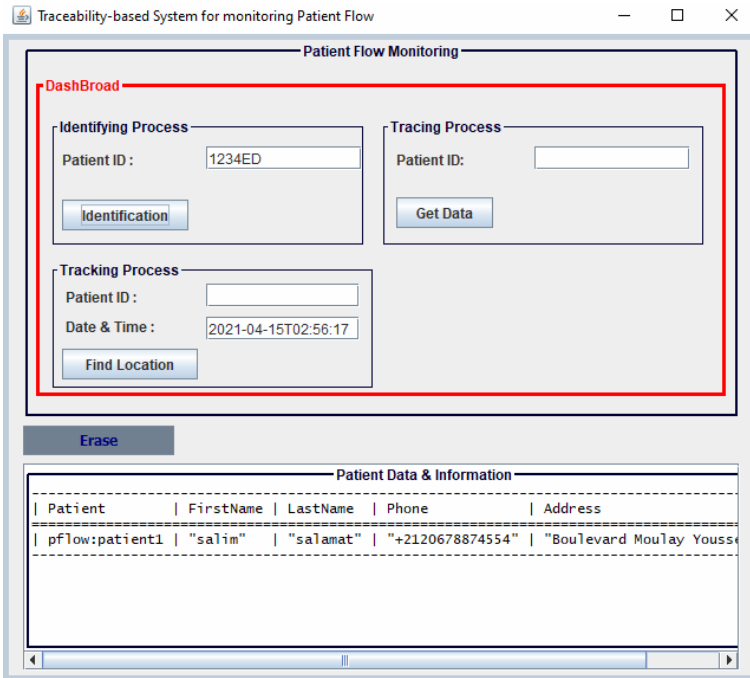 Traceability-based System for monitoring Patient Flow
Patient Flow Monitoring
DashBroad
Identifying Process
Patient ID : 1234ED
Identification
Tracing Process
Patient ID:
Get Data
Tracking Process
Patient ID :
Date & Time : 2021-04-15T02:56:17
Find Location
Erase
Patient Data & Information
| Patient | FirstName | LastName | Phone | Address
| pflow:patient1 | "salim" | "salamat" | "+2120678874554" | "Boulevard Moulay Yousse